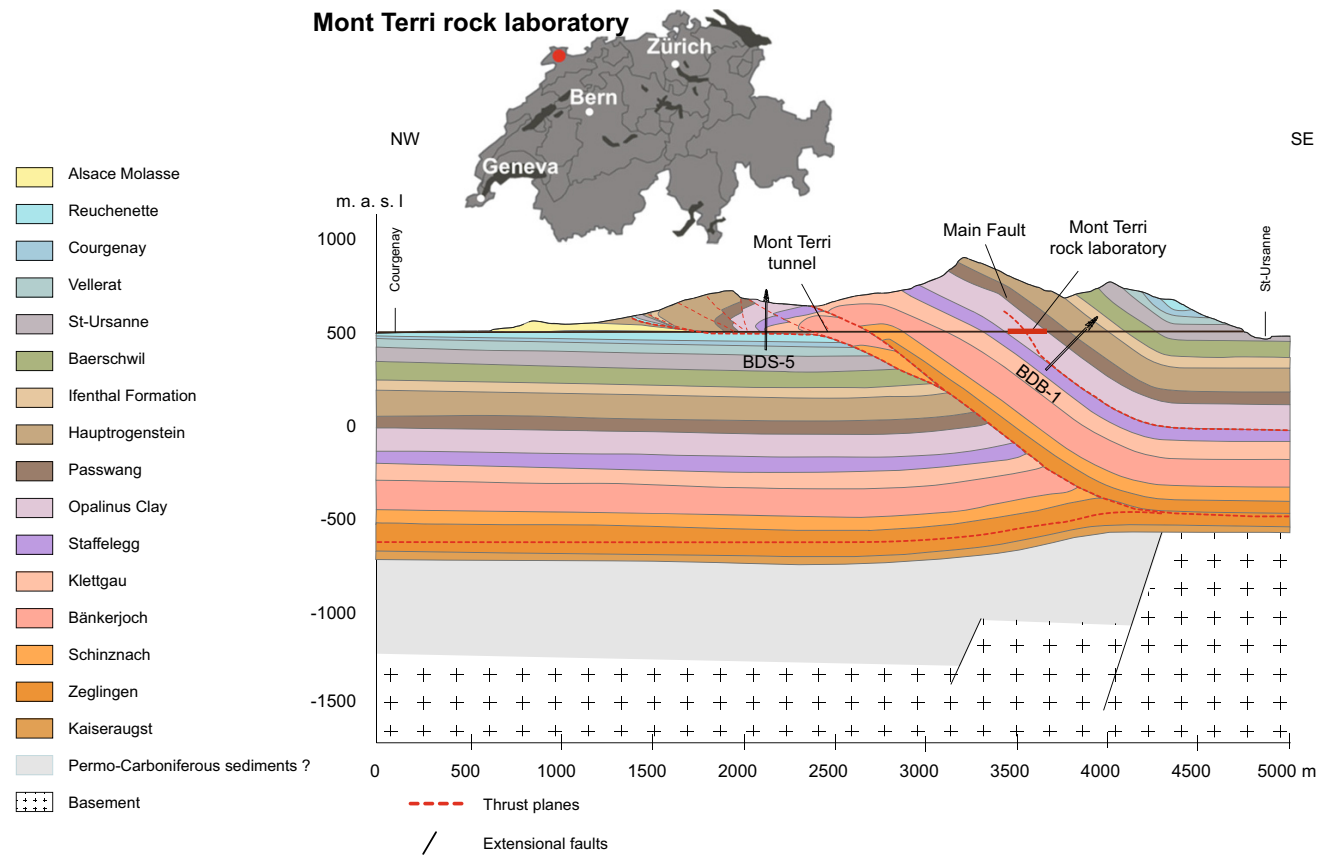 Mont Terri rock laboratory
Zürich
Bern
Geneva
NW
SE
Alsace Molasse
Reuchenette
Courgenay
Vellerat
St-Ursanne
Baerschwil
Ifenthal Formation
Hauptrogenstein
Passwang
Opalinus Clay
Staffelegg
Klettgau
Bänkerjoch
Schinznach
Zeglingen
Kaiseraugst
Permo-Carboniferous sediments ?
Basement
m. a. s. l
1000
500
0
-500
-1000
-1500
Courgenay
Mont Terri
tunnel
Main Fault
Mont Terri
rock laboratory
St-Ursanne
BDS-5
BDB-1
0
500
1000
1500
2000
2500
3000
3500
4000
4500
5000 m
Thrust planes
Extensional faults